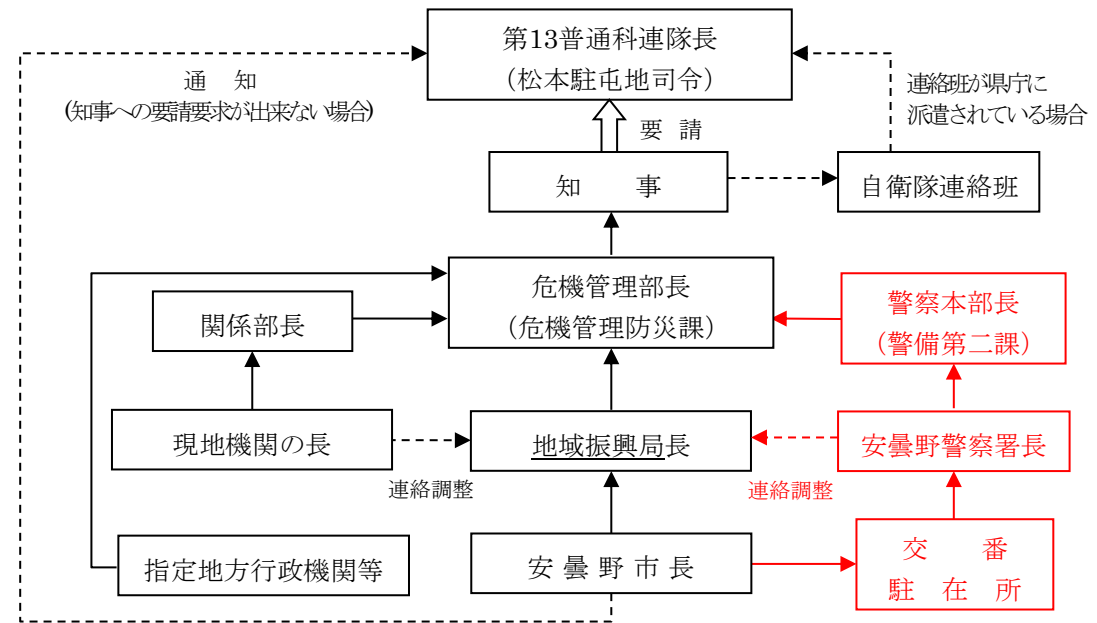 第13普通科連隊長
（松本駐屯地司令）
通　知
(知事への要請要求が出来ない場合)
連絡班が県庁に
派遣されている場合
要　請
知　　事
自衛隊連絡班
危機管理部長
（危機管理防災課）
警察本部長
（警備第二課）
関係部長
現地機関の長
地域振興局長
安曇野警察署長
連絡調整
連絡調整
指定地方行政機関等
安 曇 野 市 長
交　　番
駐　在　所